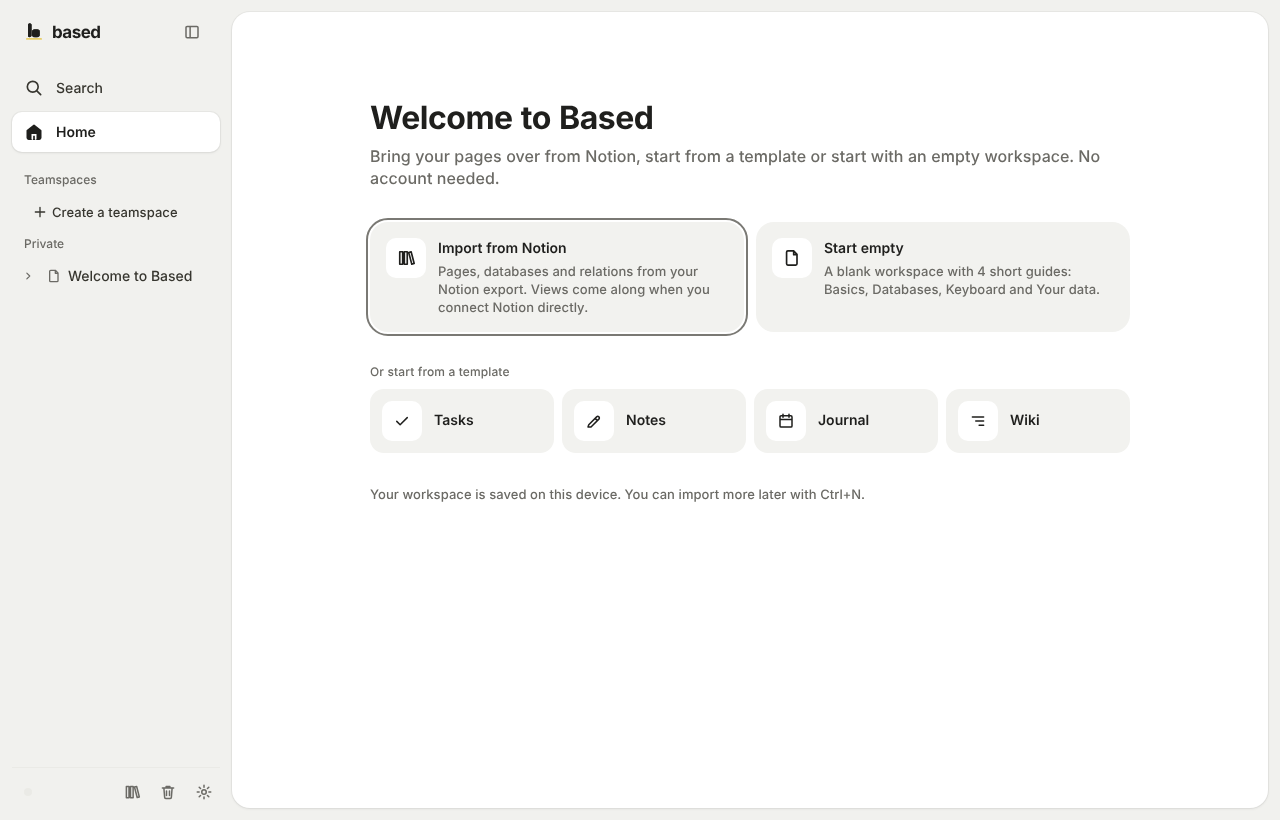 based
Search
Home
Teamspaces
Create a teamspace
Private
Welcome to Based
Welcome to Based
Bring your pages over from Notion, start from a template or start with an empty workspace. No
account needed.
Import from Notion
Pages, databases and relations from your
Notion export. Views come along when you
connect Notion directly.
Start empty
A blank workspace with 4 short guides:
Basics, Databases, Keyboard and Your data.
Or start from a template
Tasks
Notes
Journal
Wiki
Your workspace is saved on this device. You can import more later with Ctrl+N.